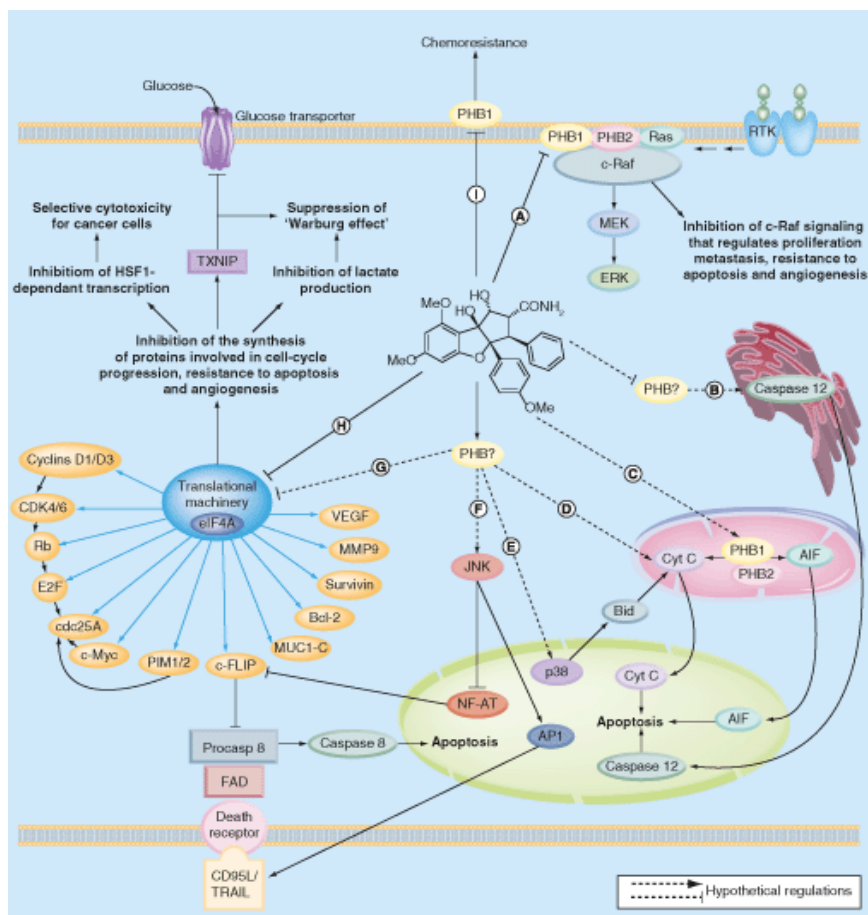 Chemoresistance
Glucose
Glucose transporter
PHB1
PHB1
PHB2
Ras
RTK
c-Raf
I
A
Selective cytotoxicity
for cancer cells
Suppression of
'Warburg effect'
MEK
Inhibition of c-Raf signaling
that regulates proliferation
metastasis, resistance to
apoptosis and angiogenesis
TXNIP
ERK
Inhibitiom of HSF1-
dependant transcription
Inhibition of lactate
production
HO
HO
MeO
CONH2
MeO
O
OMe
Inhibition of the synthesis
of proteins involved in cell-cycle
progression, resistance to apoptosis
and angiogenesis
PHB?
B
Caspase 12
H
C
Cyclins D1/D3
G
PHB?
CDK4/6
Translational
machinery
eIF4A
VEGF
F
D
Rb
MMP9
E
E2F
Survivin
JNK
Cyt C
PHB1
AIF
PHB2
cdc25A
Bcl-2
Bid
c-Myc
PIM1/2
c-FLIP
MUC1-C
p38
Cyt C
NF-AT
Apoptosis
AIF
Procasp 8
Caspase 8
Apoptosis
AP1
Caspase 12
FAD
Death
receptor
CD95L/
TRAIL
Hypothetical regulations